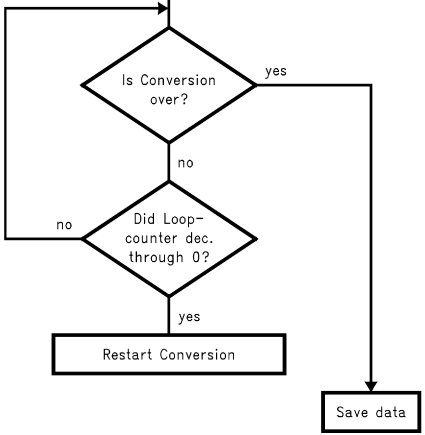 Is Conversion
over?
yes
no
Did Loop-
counter dec.
through 0?
no
yes
Restart Conversion
Save data